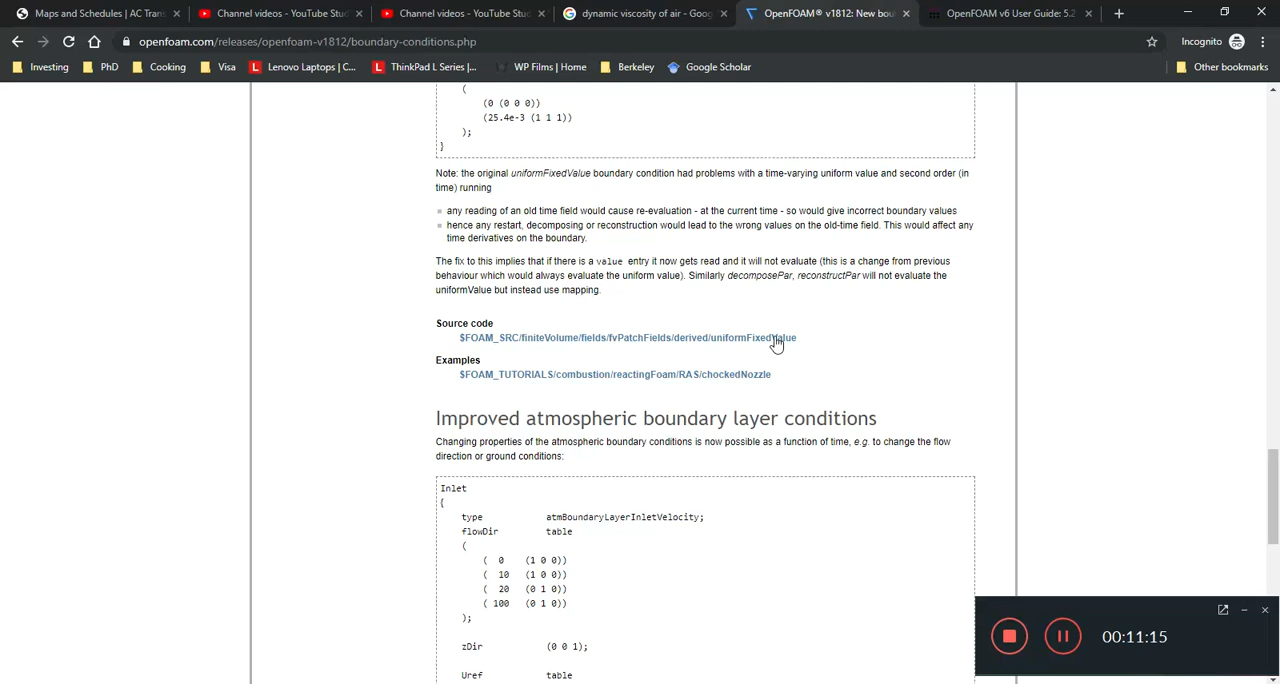 Maps and Schedules | AC Tran
Channel videos - YouTube Stud
Channel videos - YouTube Stud
dynamic viscosity of air - Goog
OpenFOAM® v1812: New bou
OpenFOAM v6 User Guide: 5.2
openfoam.com/releases/openfoam-v1812/boundary-conditions.php
Incognito
Investing
PhD
Cooking
Visa
Lenovo Laptops | C...
ThinkPad L Series |...
WP Films | Home
Berkeley
Google Scholar
Other bookmarks
(
(0 (0 0 0))
(25.4e-3 (1 1 1))
);
}
Note: the original uniformFixedValue boundary condition had problems with a time-varying uniform value and second order (in
time) running
any reading of an old time field would cause re-evaluation - at the current time - so would give incorrect boundary values
hence any restart, decomposing or reconstruction would lead to the wrong values on the old-time field. This would affect any
time derivatives on the boundary.
The fix to this implies that if there is a value entry it now gets read and it will not evaluate (this is a change from previous
behaviour which would always evaluate the uniform value). Similarly decomposePar, reconstructPar will not evaluate the
uniformValue but instead use mapping.
Source code
$FOAM_SRC/finiteVolume/fields/fvPatchFields/derived/uniformFixedValue
Examples
$FOAM_TUTORIALS/combustion/reactingFoam/RAS/chockedNozzle
Improved atmospheric boundary layer conditions
Changing properties of the atmospheric boundary conditions is now possible as a function of time, e.g. to change the flow
direction or ground conditions:
Inlet
{
type atmBoundaryLayerInletVelocity;
flowDir table
(
( 0 (1 0 0))
( 10 (1 0 0))
( 20 (0 1 0))
( 100 (0 1 0))
);
zDir (0 0 1);
Uref table
00:11:15